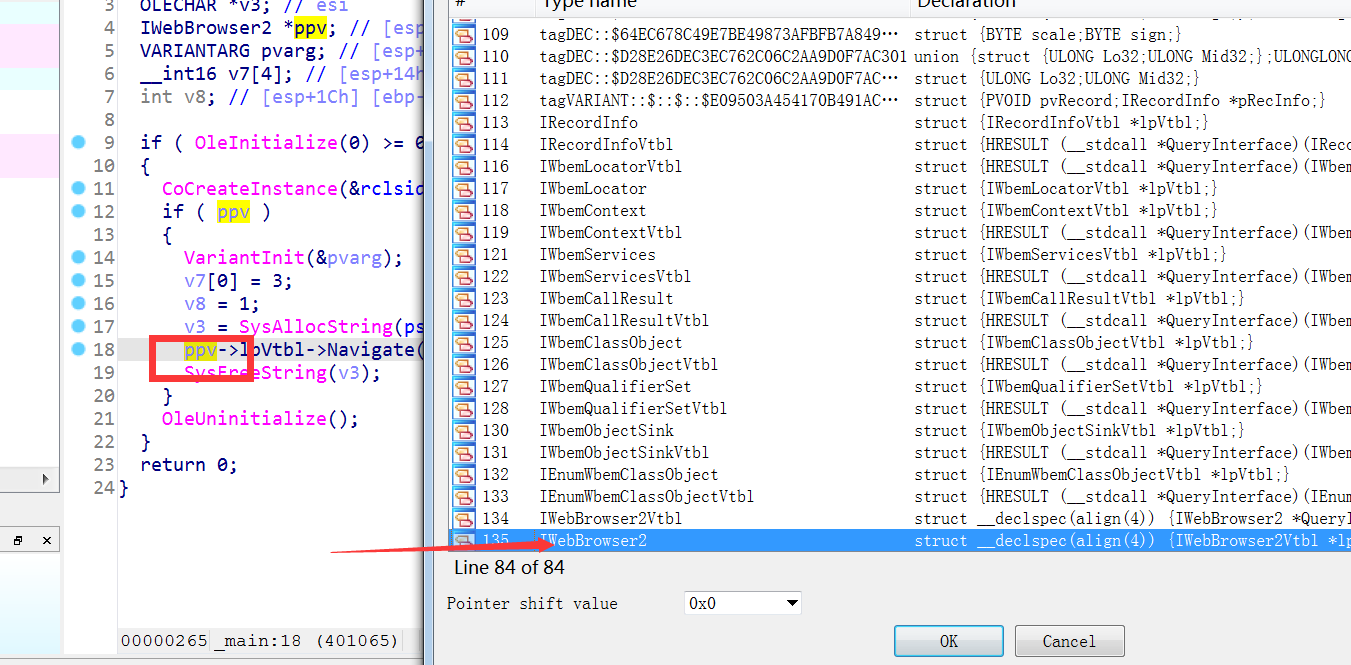 3 OLECHAR *v3; // esi
4 IWebBrowser2 *ppv; // [esp
5 VARIANTARG pvarg; // [esp+
6 __int16 v7[4]; // [esp+14h
7 int v8; // [esp+1Ch] [ebp-
8
9 if ( OleInitialize(0) >= 0
10 {
11 CoCreateInstance(&rclsid
12 if ( ppv )
13 {
14 VariantInit(&pvarg);
15 v7[0] = 3;
16 v8 = 1;
17 v3 = SysAllocString(ps
18 ppv->lpVtbl->Navigate(
19 SysFreeString(v3);
20 }
21 OleUninitialize();
22 }
23 return 0;
24 }
00000265 _main:18 (401065)
# Type name Declaration
109 tagDEC::$64EC678C49E7BE49873AFBFB7A849… struct {BYTE scale;BYTE sign;}
110 tagDEC::$D28E26DEC3EC762C06C2AA9D0F7AC301 union {struct {ULONG Lo32;ULONG Mid32;};ULONGLONG
111 tagDEC::$D28E26DEC3EC762C06C2AA9D0F7AC… struct {ULONG Lo32;ULONG Mid32;}
112 tagVARIANT::$::$::$E09503A454170B491AC… struct {PVOID pvRecord;IRecordInfo *pRecInfo;}
113 IRecordInfo struct {IRecordInfoVtbl *lpVtbl;}
114 IRecordInfoVtbl struct {HRESULT (__stdcall *QueryInterface)(IReco
116 IWbemLocatorVtbl struct {HRESULT (__stdcall *QueryInterface)(IWbem
117 IWbemLocator struct {IWbemLocatorVtbl *lpVtbl;}
118 IWbemContext struct {IWbemContextVtbl *lpVtbl;}
119 IWbemContextVtbl struct {HRESULT (__stdcall *QueryInterface)(IWbem
121 IWbemServices struct {IWbemServicesVtbl *lpVtbl;}
122 IWbemServicesVtbl struct {HRESULT (__stdcall *QueryInterface)(IWbem
123 IWbemCallResult struct {IWbemCallResultVtbl *lpVtbl;}
124 IWbemCallResultVtbl struct {HRESULT (__stdcall *QueryInterface)(IWbem
125 IWbemClassObject struct {IWbemClassObjectVtbl *lpVtbl;}
126 IWbemClassObjectVtbl struct {HRESULT (__stdcall *QueryInterface)(IWbem
127 IWbemQualifierSet struct {IWbemQualifierSetVtbl *lpVtbl;}
128 IWbemQualifierSetVtbl struct {HRESULT (__stdcall *QueryInterface)(IWbem
130 IWbemObjectSink struct {IWbemObjectSinkVtbl *lpVtbl;}
131 IWbemObjectSinkVtbl struct {HRESULT (__stdcall *QueryInterface)(IWbem
132 IEnumWbemClassObject struct {IEnumWbemClassObjectVtbl *lpVtbl;}
133 IEnumWbemClassObjectVtbl struct {HRESULT (__stdcall *QueryInterface)(IEnum
134 IWebBrowser2Vtbl struct __declspec(align(4)) {IWebBrowser2 *QueryI
135 IWebBrowser2 struct __declspec(align(4)) {IWebBrowser2Vtbl *lp
Line 84 of 84
Pointer shift value 0x0
OK Cancel